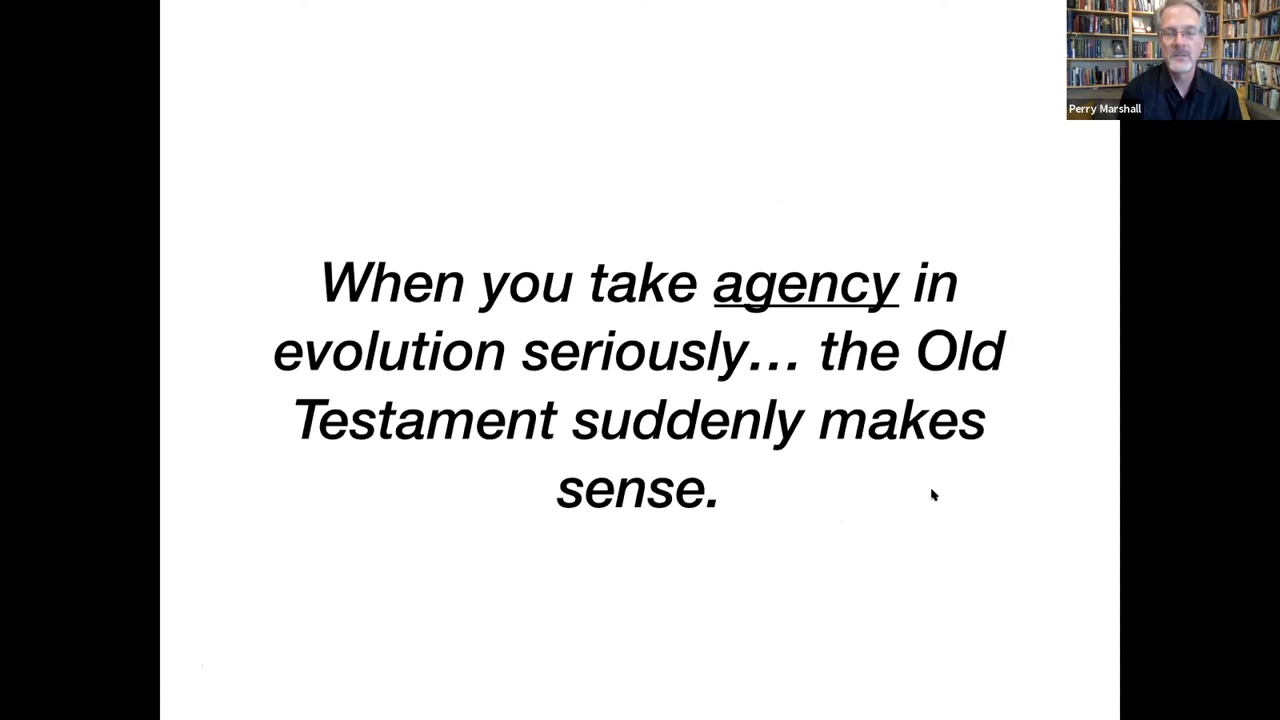 Perry Marshall
When you take agency in
evolution seriously... the Old
Testament suddenly makes
sense.